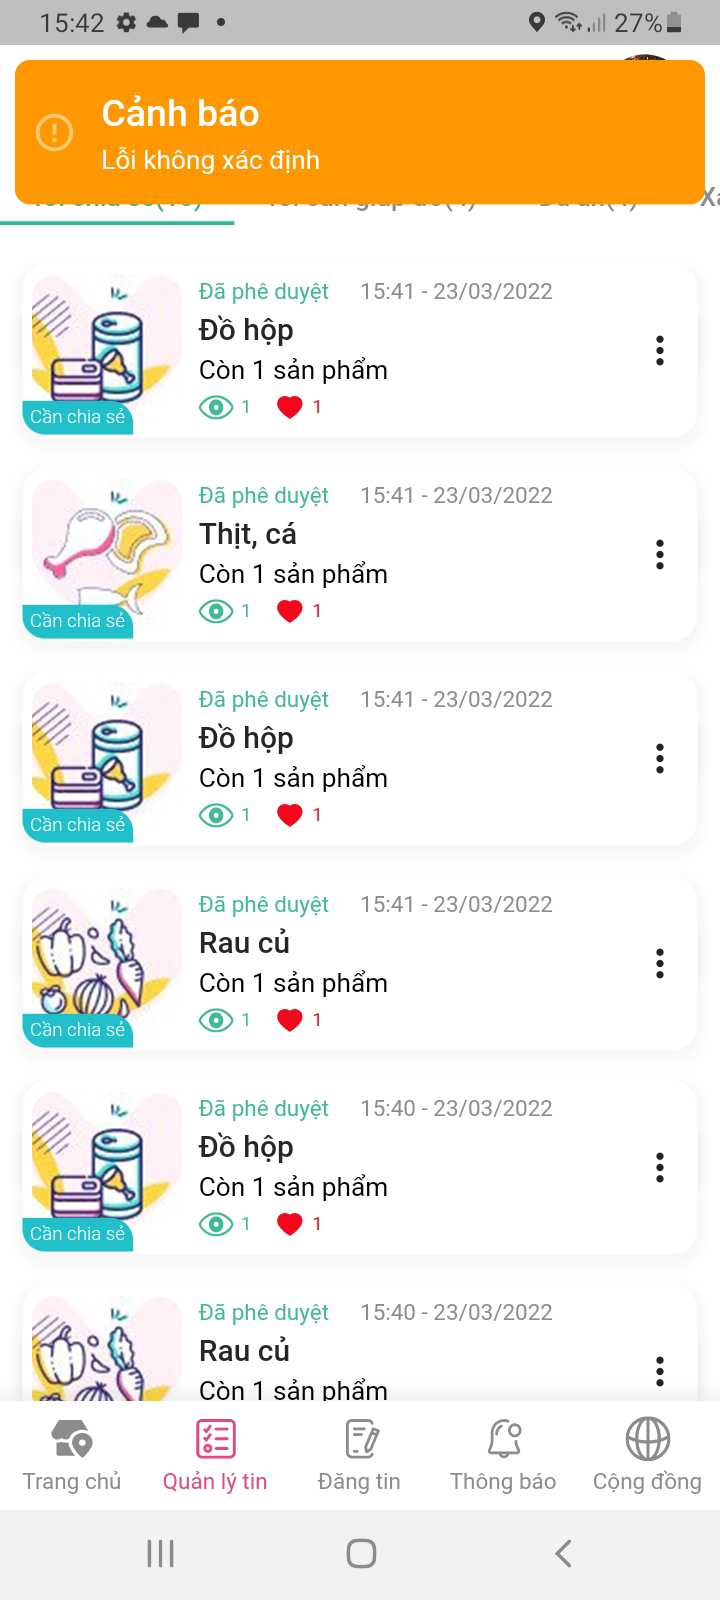 15:42
27%
Cảnh báo
Lỗi không xác định
Đã phê duyệt 15:41 - 23/03/2022
Đồ hộp
Còn 1 sản phẩm
1 1
Cần chia sẻ
Đã phê duyệt 15:41 - 23/03/2022
Thịt, cá
Còn 1 sản phẩm
1 1
Cần chia sẻ
Đã phê duyệt 15:41 - 23/03/2022
Đồ hộp
Còn 1 sản phẩm
1 1
Cần chia sẻ
Đã phê duyệt 15:41 - 23/03/2022
Rau củ
Còn 1 sản phẩm
1 1
Cần chia sẻ
Đã phê duyệt 15:40 - 23/03/2022
Đồ hộp
Còn 1 sản phẩm
1 1
Cần chia sẻ
Đã phê duyệt 15:40 - 23/03/2022
Rau củ
Còn 1 sản phẩm
Trang chủ
Quản lý tin
Đăng tin
Thông báo
Cộng đồng